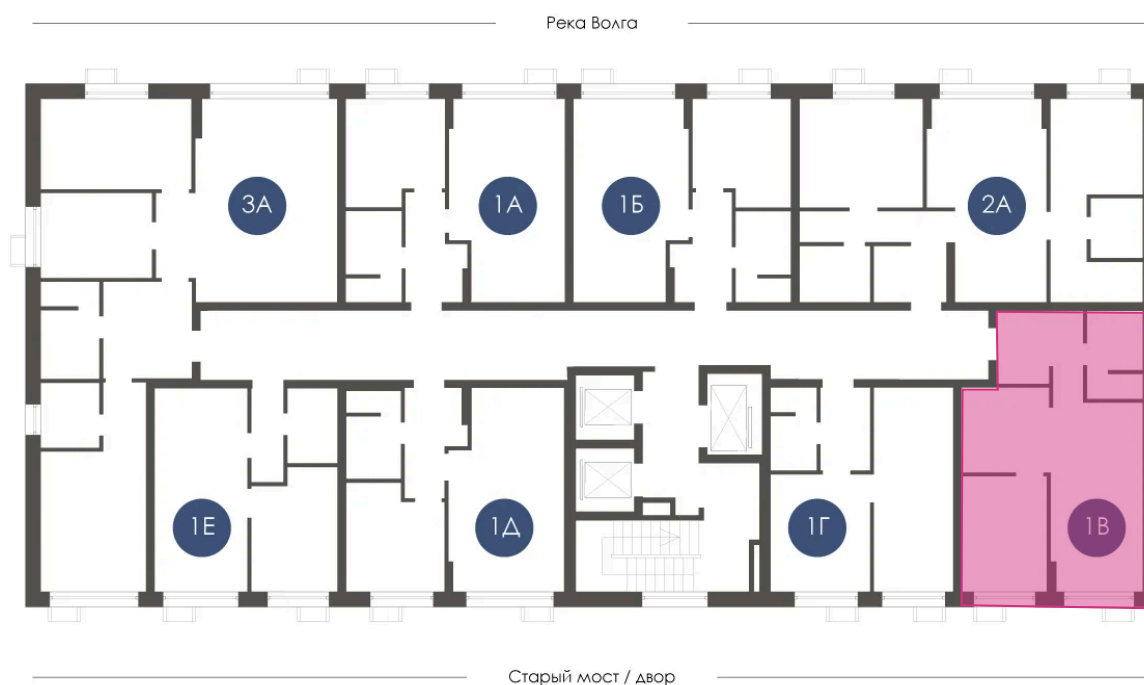 Река Волга
3А
1А
1Б
2А
1Е
1Д
1Г
1В
Старый мост / двор